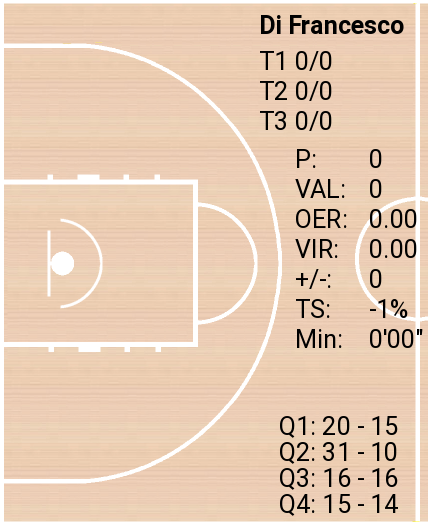 Di Francesco
T1 0/0
T2 0/0
T3 0/0
P: 0
VAL: 0
OER: 0.00
VIR: 0.00
+/-: 0
TS: -1%
Min: 0'00"
Q1: 20 - 15
Q2: 31 - 10
Q3: 16 - 16
Q4: 15 - 14